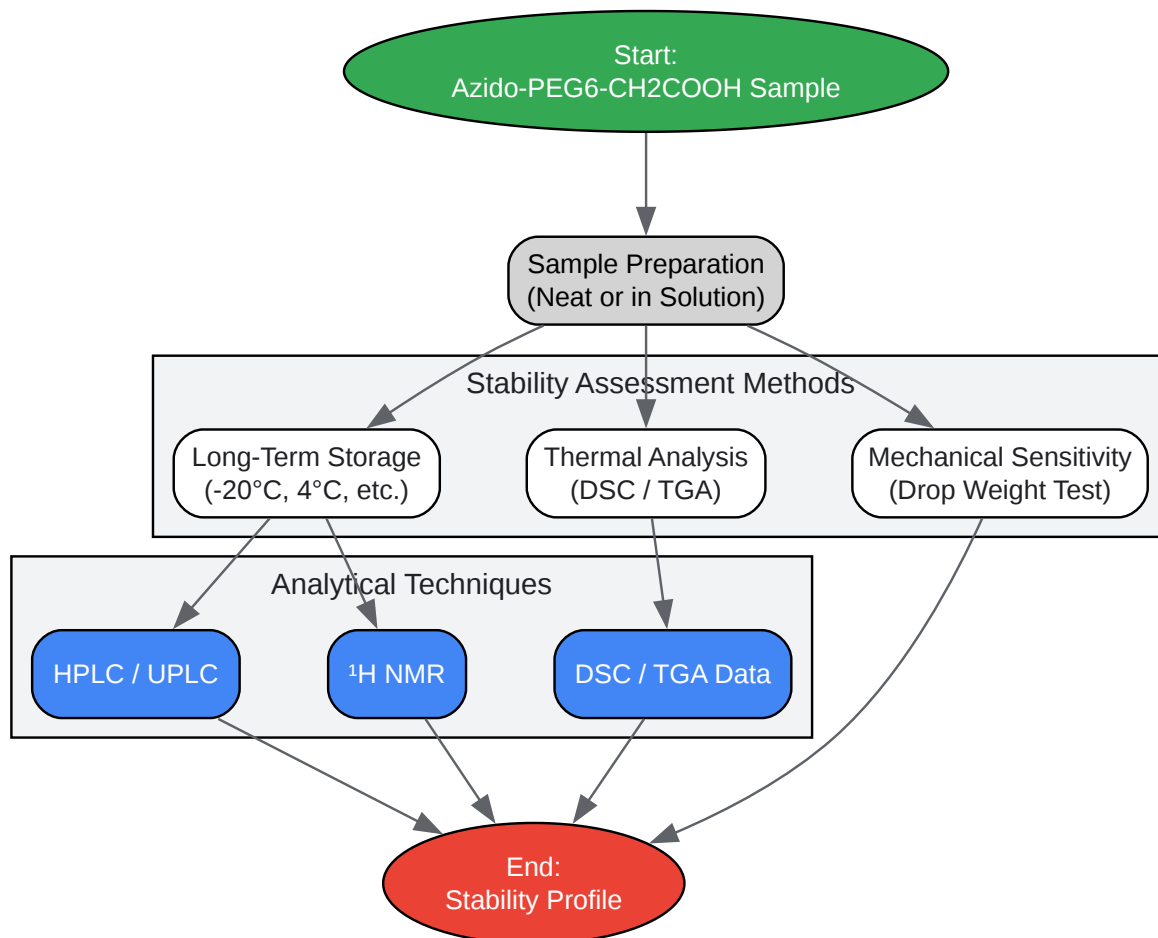 Start:
Azido-PEG6-CH2COOH Sample
Sample Preparation
(Neat or in Solution)
Stability Assessment Methods
Long-Term Storage
(-20°C, 4°C, etc.)
Thermal Analysis
(DSC / TGA)
Mechanical Sensitivity
(Drop Weight Test)
Analytical Techniques
HPLC / UPLC
¹H NMR
DSC / TGA Data
End:
Stability Profile